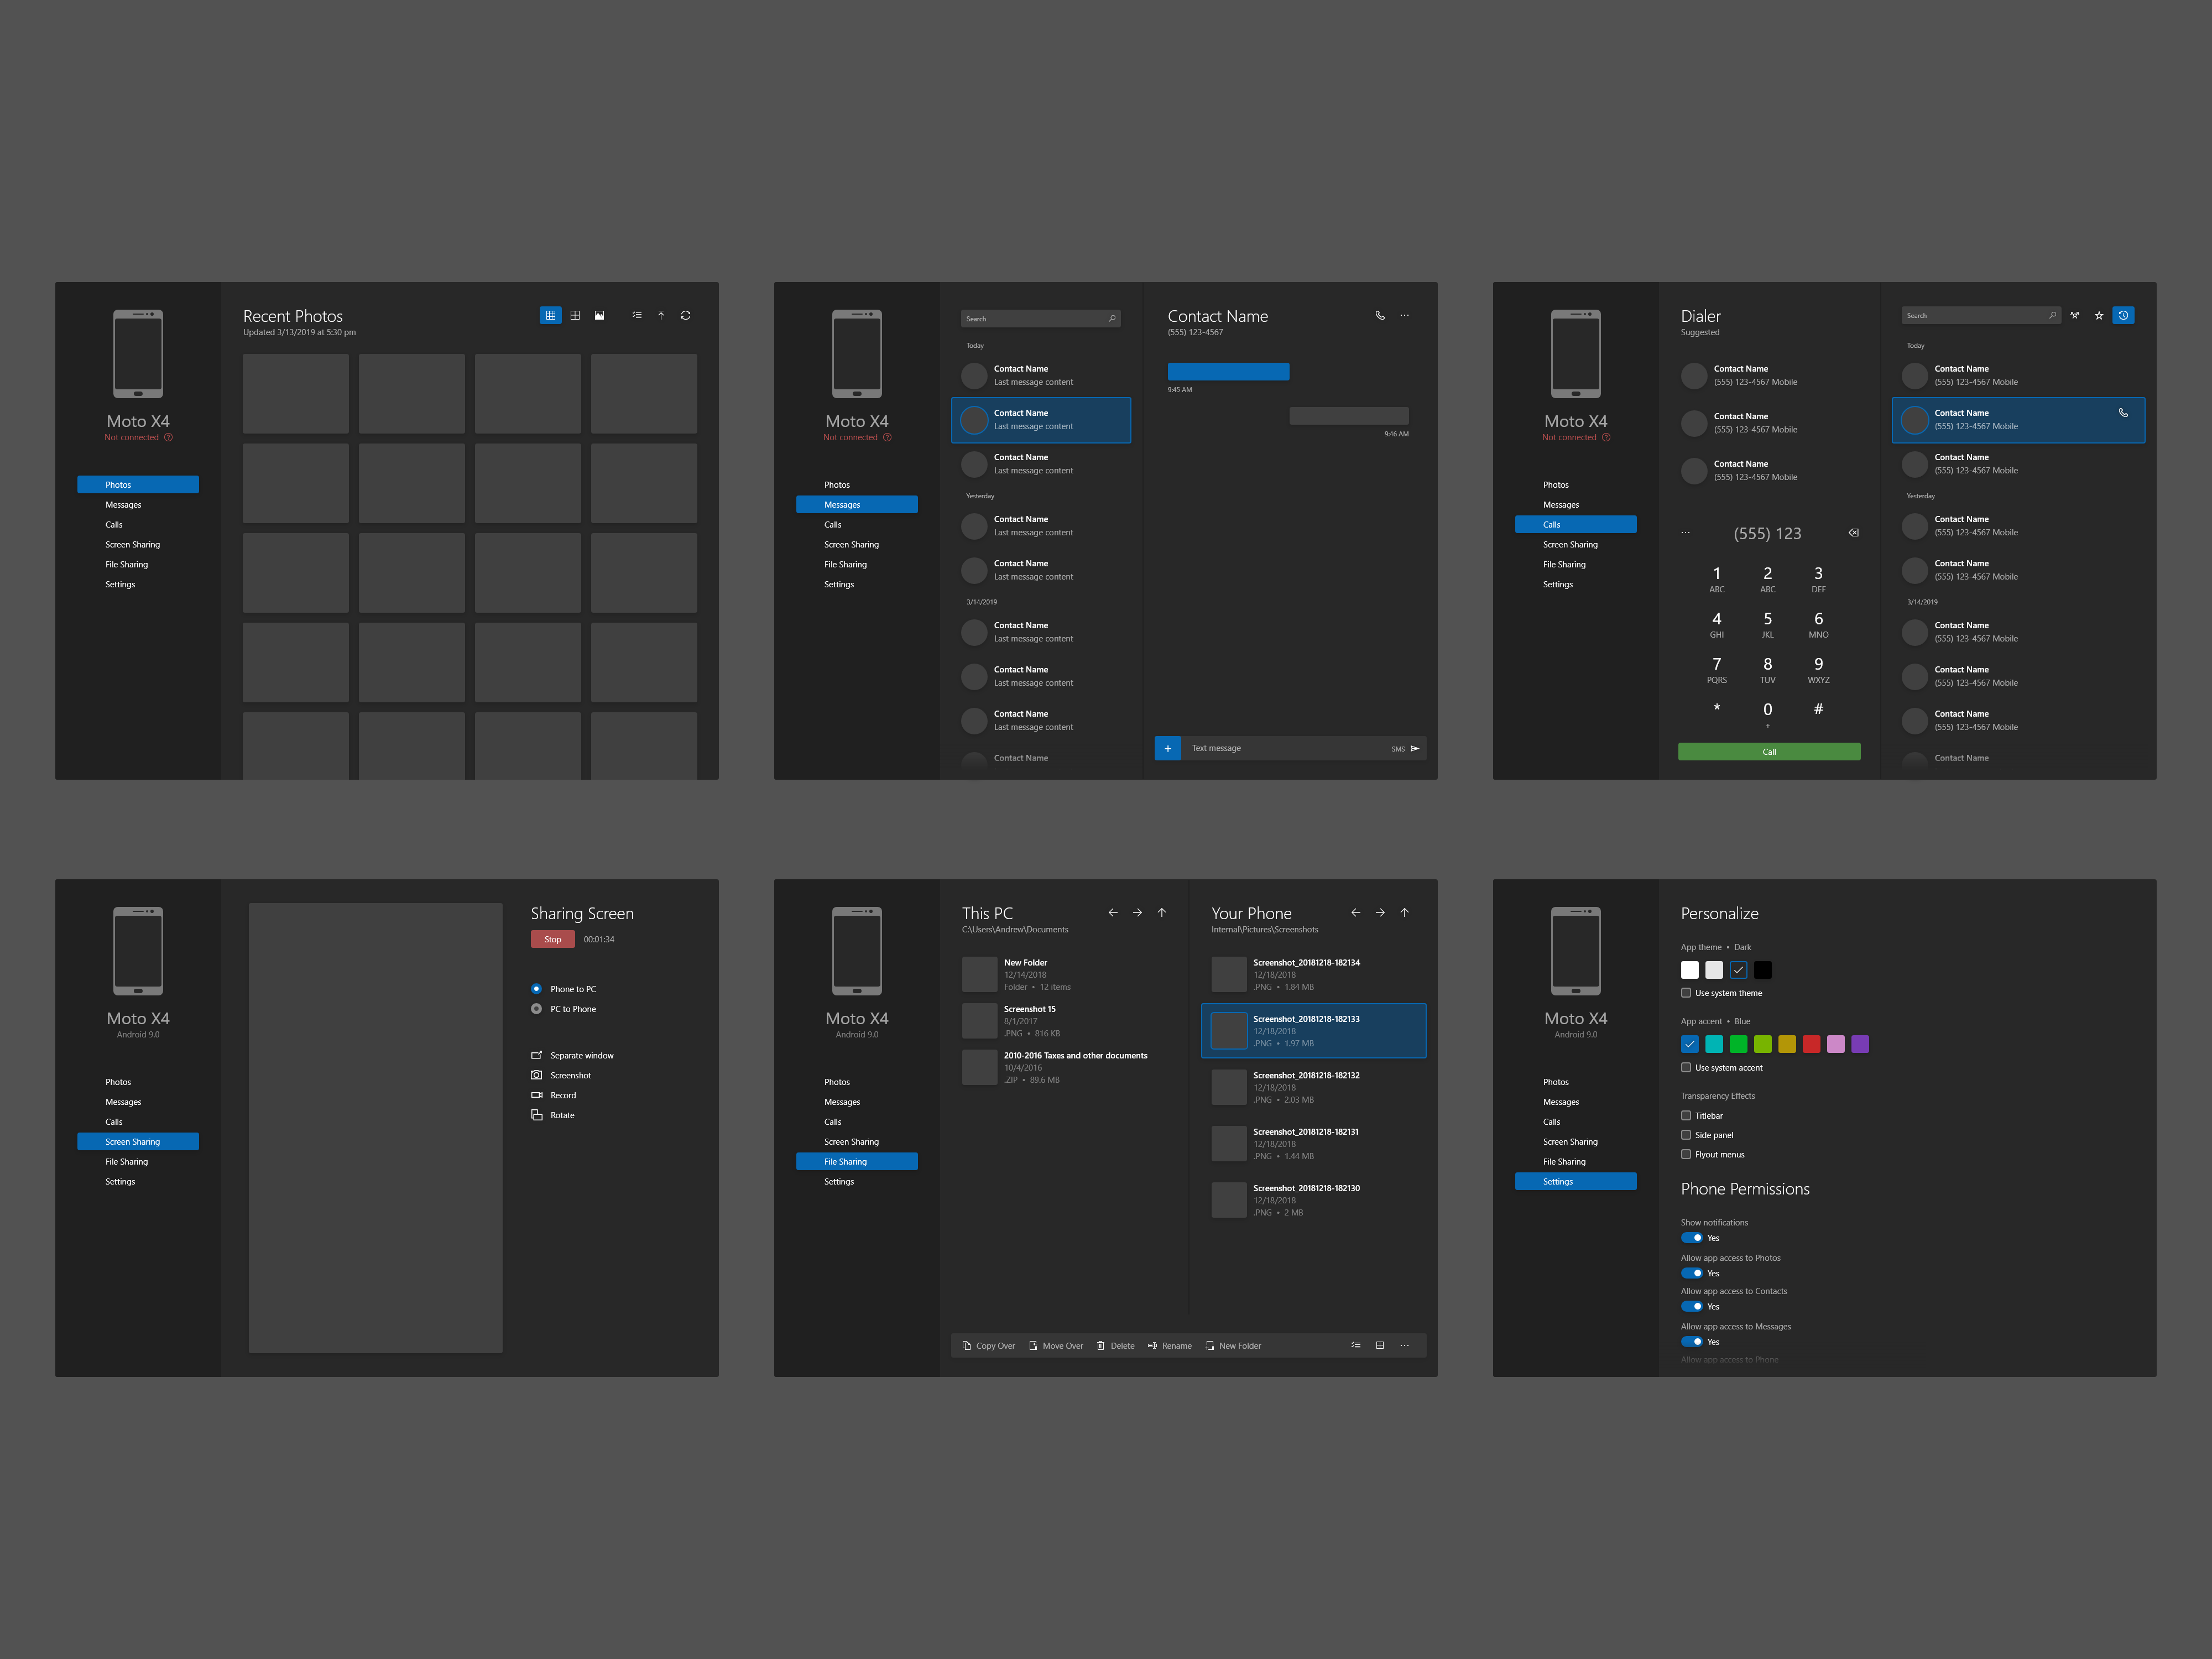 Moto X4
Not connected
Photos
Messages
Calls
Screen Sharing
File Sharing
Settings
Recent Photos
Updated 3/13/2019 at 5:30 pm
Moto X4
Not connected
Photos
Messages
Calls
Screen Sharing
File Sharing
Settings
Search
Today
Contact Name
Last message content
Contact Name
Last message content
Contact Name
Last message content
Yesterday
Contact Name
Last message content
Contact Name
Last message content
3/14/2019
Contact Name
Last message content
Contact Name
Last message content
Contact Name
Last message content
Contact Name
Contact Name
(555) 123-4567
9:45 AM
9:46 AM
+ Text message SMS
Moto X4
Not connected
Photos
Messages
Calls
Screen Sharing
File Sharing
Settings
Dialer
Suggested
Contact Name
(555) 123-4567 Mobile
Contact Name
(555) 123-4567 Mobile
Contact Name
(555) 123-4567 Mobile
(555) 123
1 2 3
ABC ABC DEF
4 5 6
GHI JKL MNO
7 8 9
PQRS TUV WXYZ
* 0 #
+
Call
Search
Today
Contact Name
(555) 123-4567 Mobile
Contact Name
(555) 123-4567 Mobile
Contact Name
(555) 123-4567 Mobile
Yesterday
Contact Name
(555) 123-4567 Mobile
Contact Name
(555) 123-4567 Mobile
3/14/2019
Contact Name
(555) 123-4567 Mobile
Contact Name
(555) 123-4567 Mobile
Contact Name
(555) 123-4567 Mobile
Contact Name
Moto X4
Android 9.0
Photos
Messages
Calls
Screen Sharing
File Sharing
Settings
Sharing Screen
Stop 00:01:34
Phone to PC
PC to Phone
Separate window
Screenshot
Record
Rotate
Moto X4
Android 9.0
Photos
Messages
Calls
Screen Sharing
File Sharing
Settings
This PC
C:\Users\Andrew\Documents
New Folder
12/14/2018
Folder • 12 items
Screenshot 15
8/1/2017
.PNG • 816 KB
2010-2016 Taxes and other documents
10/4/2016
.ZIP • 89.6 MB
Your Phone
Internal\Pictures\Screenshots
Screenshot_20181218-182134
12/18/2018
.PNG • 1.84 MB
Screenshot_20181218-182133
12/18/2018
.PNG • 1.97 MB
Screenshot_20181218-182132
12/18/2018
.PNG • 2.03 MB
Screenshot_20181218-182131
12/18/2018
.PNG • 1.44 MB
Screenshot_20181218-182130
12/18/2018
.PNG • 2 MB
Copy Over Move Over Delete Rename New Folder
Moto X4
Android 9.0
Photos
Messages
Calls
Screen Sharing
File Sharing
Settings
Personalize
App theme • Dark
Use system theme
App accent • Blue
Use system accent
Transparency Effects
Titlebar
Side panel
Flyout menus
Phone Permissions
Show notifications
Yes
Allow app access to Photos
Yes
Allow app access to Contacts
Yes
Allow app access to Messages
Yes
Allow app access to Phone